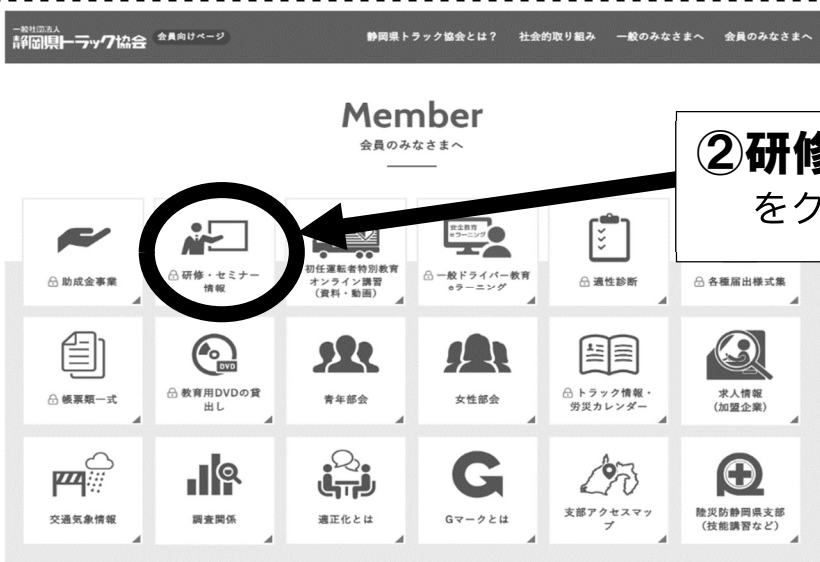 一般社団法人
静岡県トラック協会
会員向けページ
静岡県トラック協会とは？
社会的取り組み
一般のみなさまへ
会員のみなさまへ
Member
会員のみなさまへ
②研修
をク
助成金事業
研修・セミナー
情報
初任運転者特別教育
オンライン講習
（資料・動画）
安全教育
eラーニング
一般ドライバー教育
eラーニング
適性診断
各種届出様式集
帳票類一式
DVD
教育用DVDの貸
出し
青年部会
女性部会
トラック情報・
労災カレンダー
求人情報
（加盟企業）
交通気象情報
調査関係
適正化とは
G
Gマークとは
支部アクセスマッ
プ
陸災防静岡県支部
（技能講習など）